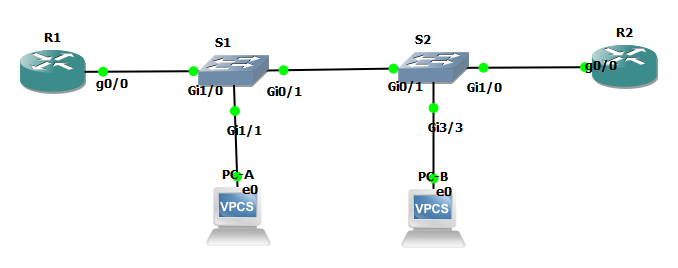 R1
S1
S2
R2
g0/0
Gi1/0
Gi0/1
Gi0/1
Gi1/0
g0/0
Gi1/1
Gi3/3
PC-A
e0
VPCS
PC-B
e0
VPCS